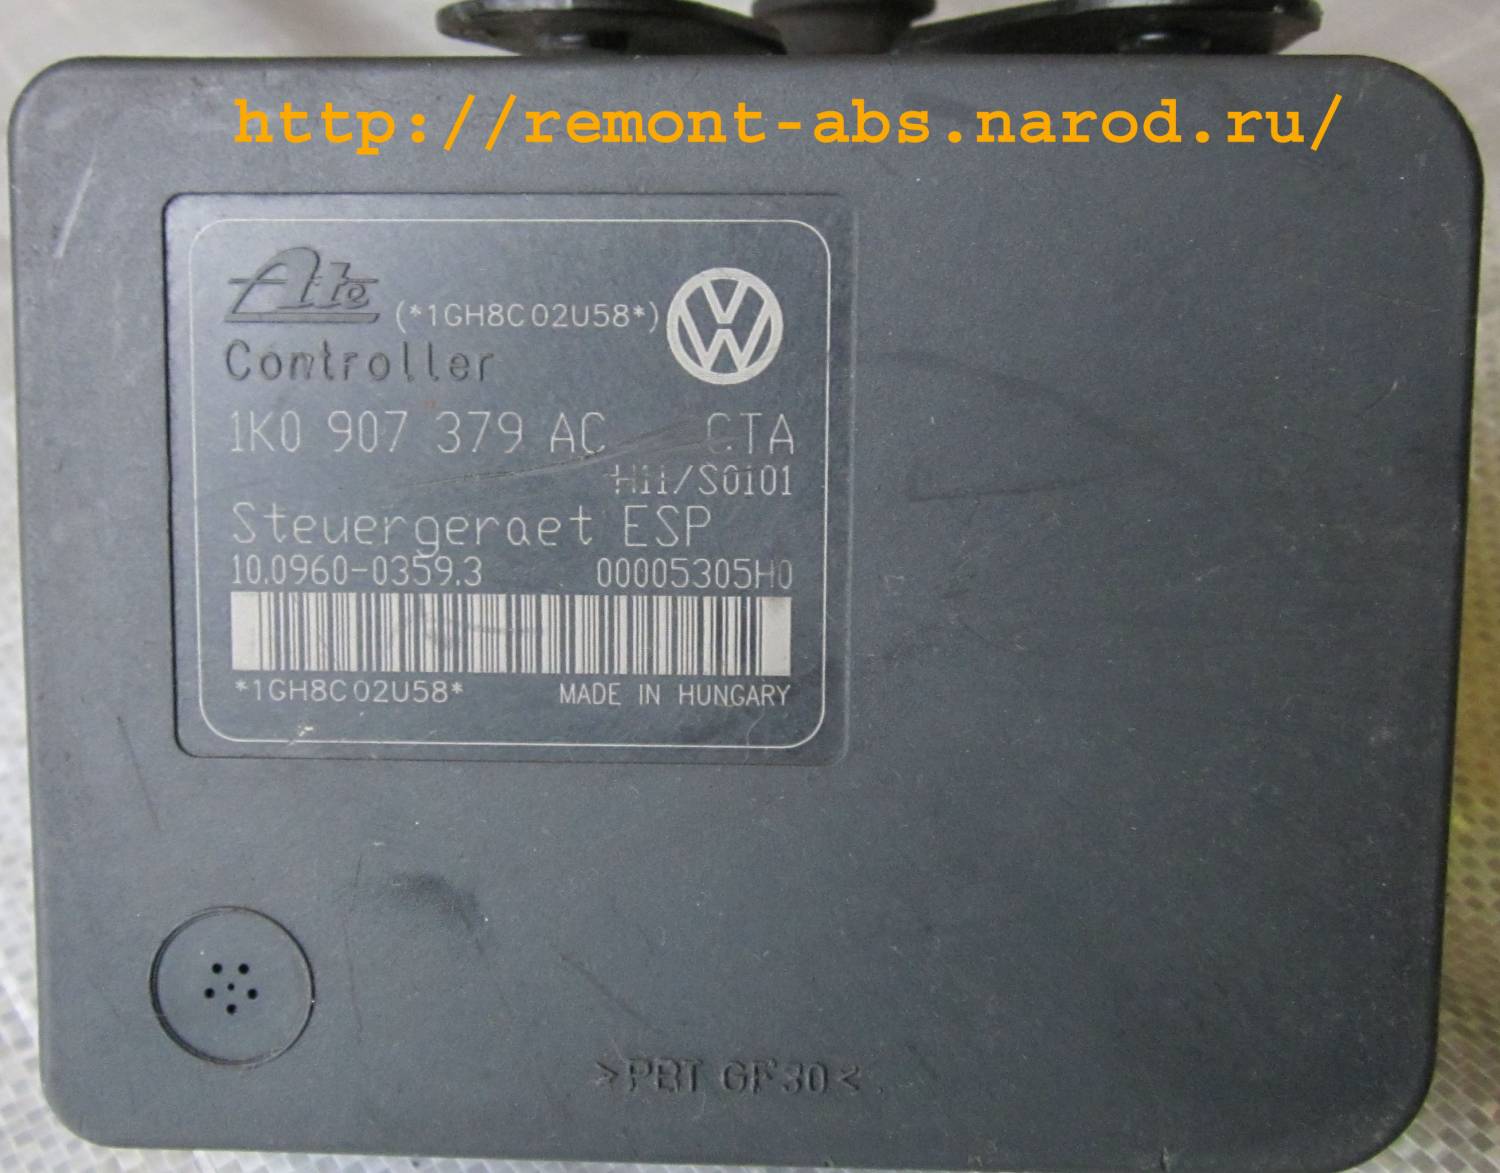 http://remont-abs.narod.ru/
Ate (*1GH8C02U58*)
Controller
1K0 907 379 AC CTA
H11/S0101
Steuergeraet ESP
10.0960-0359.3 00005305H0
*1GH8C02U58* MADE IN HUNGARY
>PBT GF30<